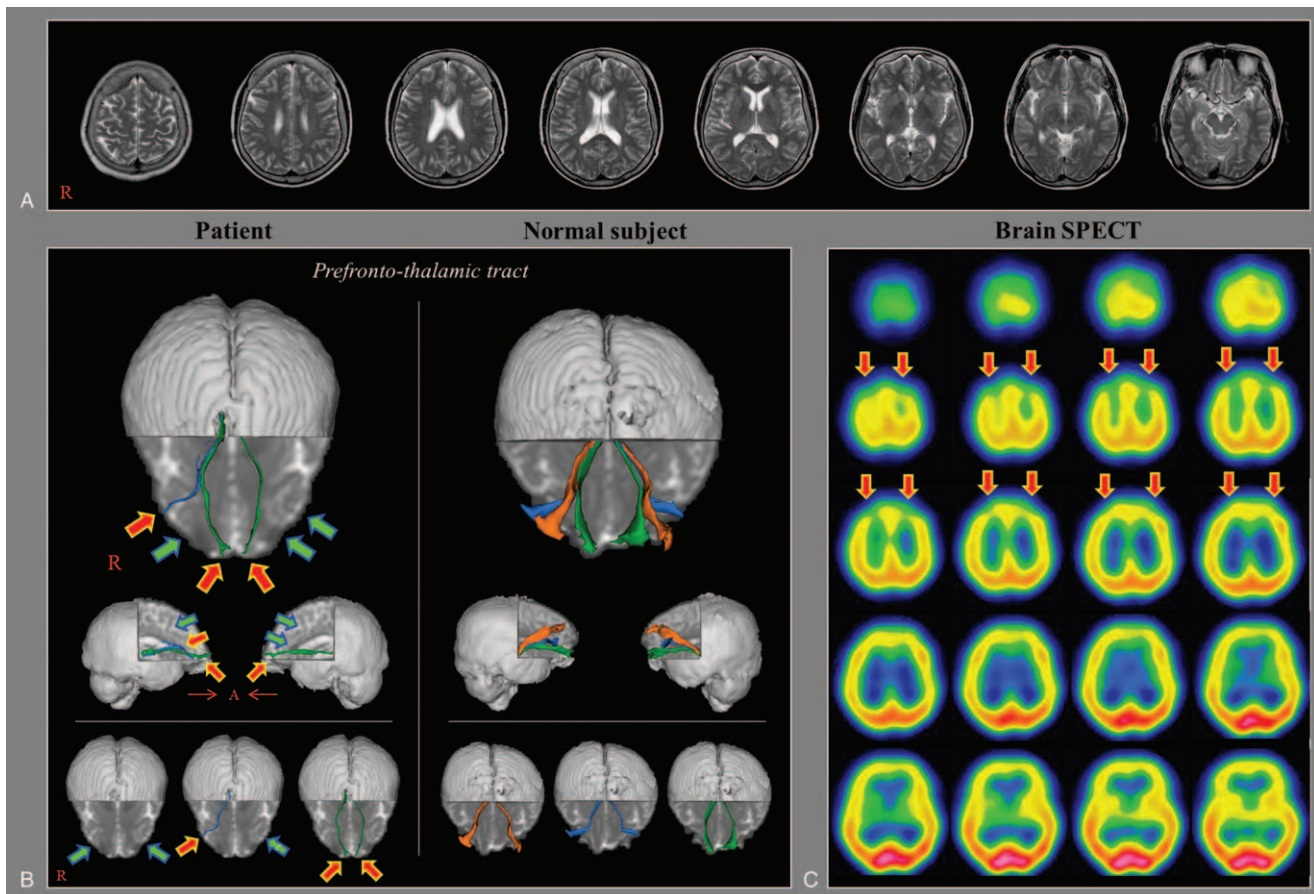 R
A
Patient
Normal subject
Brain SPECT
Prefronto-thalamic tract
R
A
R
B
C